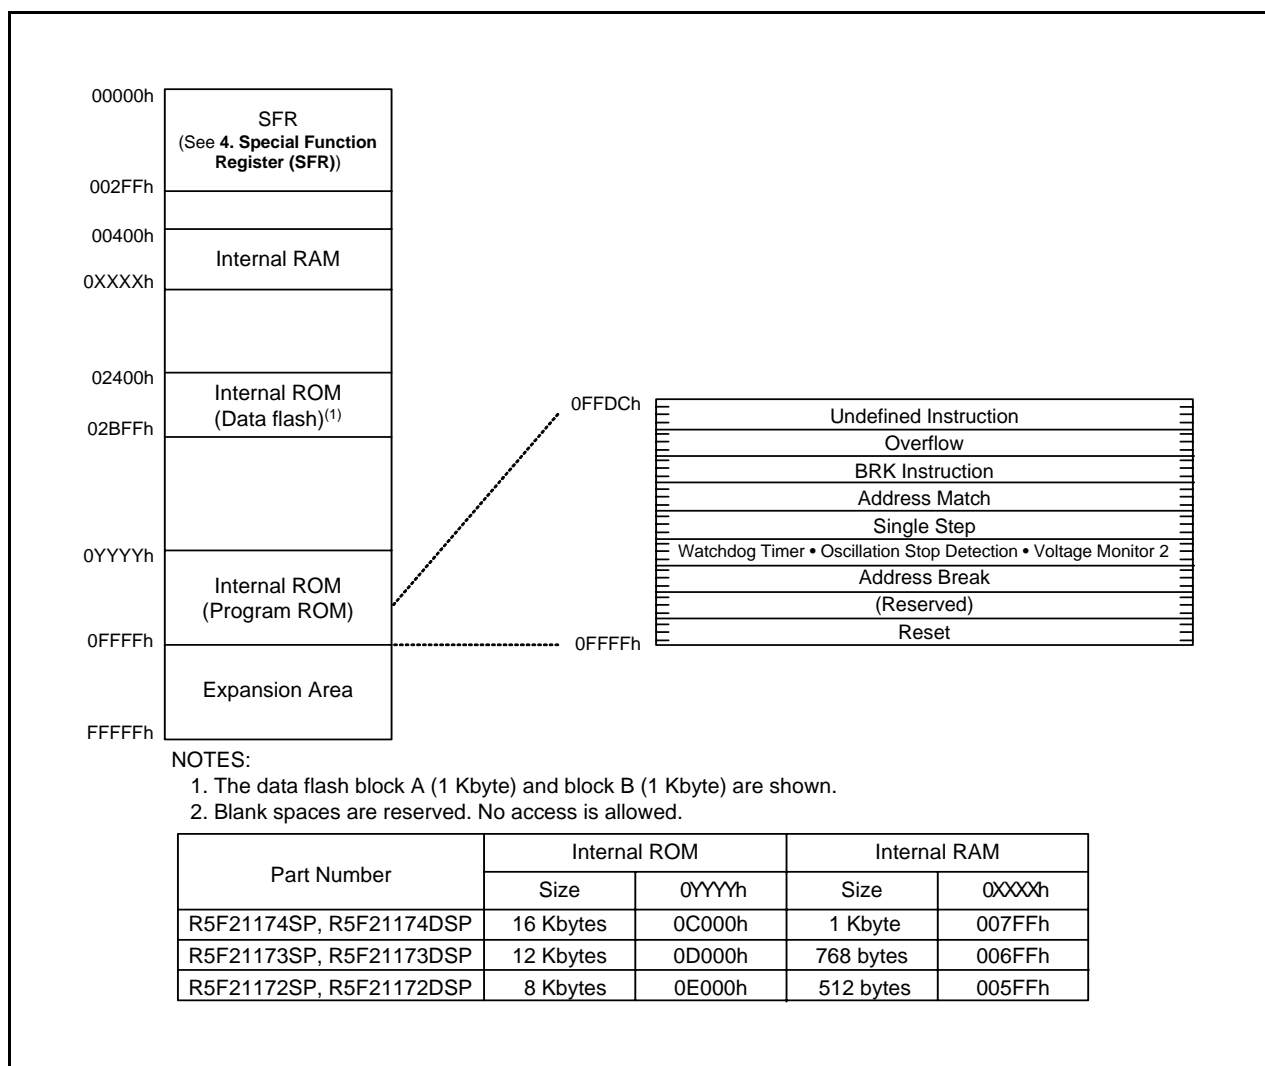 00000h
SFR
(See 4. Special Function
Register (SFR))
002FFh
00400h
Internal RAM
0XXXXh
02400h
Internal ROM
(Data flash)(1)
02BFFh
0YYYYh
Internal ROM
(Program ROM)
0FFFFh
Expansion Area
FFFFFh
0FFDCh
Undefined Instruction
Overflow
BRK Instruction
Address Match
Single Step
Watchdog Timer • Oscillation Stop Detection • Voltage Monitor 2
Address Break
(Reserved)
Reset
0FFFFh
NOTES:
1. The data flash block A (1 Kbyte) and block B (1 Kbyte) are shown.
2. Blank spaces are reserved. No access is allowed.
Part Number Internal ROM Internal RAM
Size 0YYYYh Size 0XXXXh
R5F21174SP, R5F21174DSP 16 Kbytes 0C000h 1 Kbyte 007FFh
R5F21173SP, R5F21173DSP 12 Kbytes 0D000h 768 bytes 006FFh
R5F21172SP, R5F21172DSP 8 Kbytes 0E000h 512 bytes 005FFh